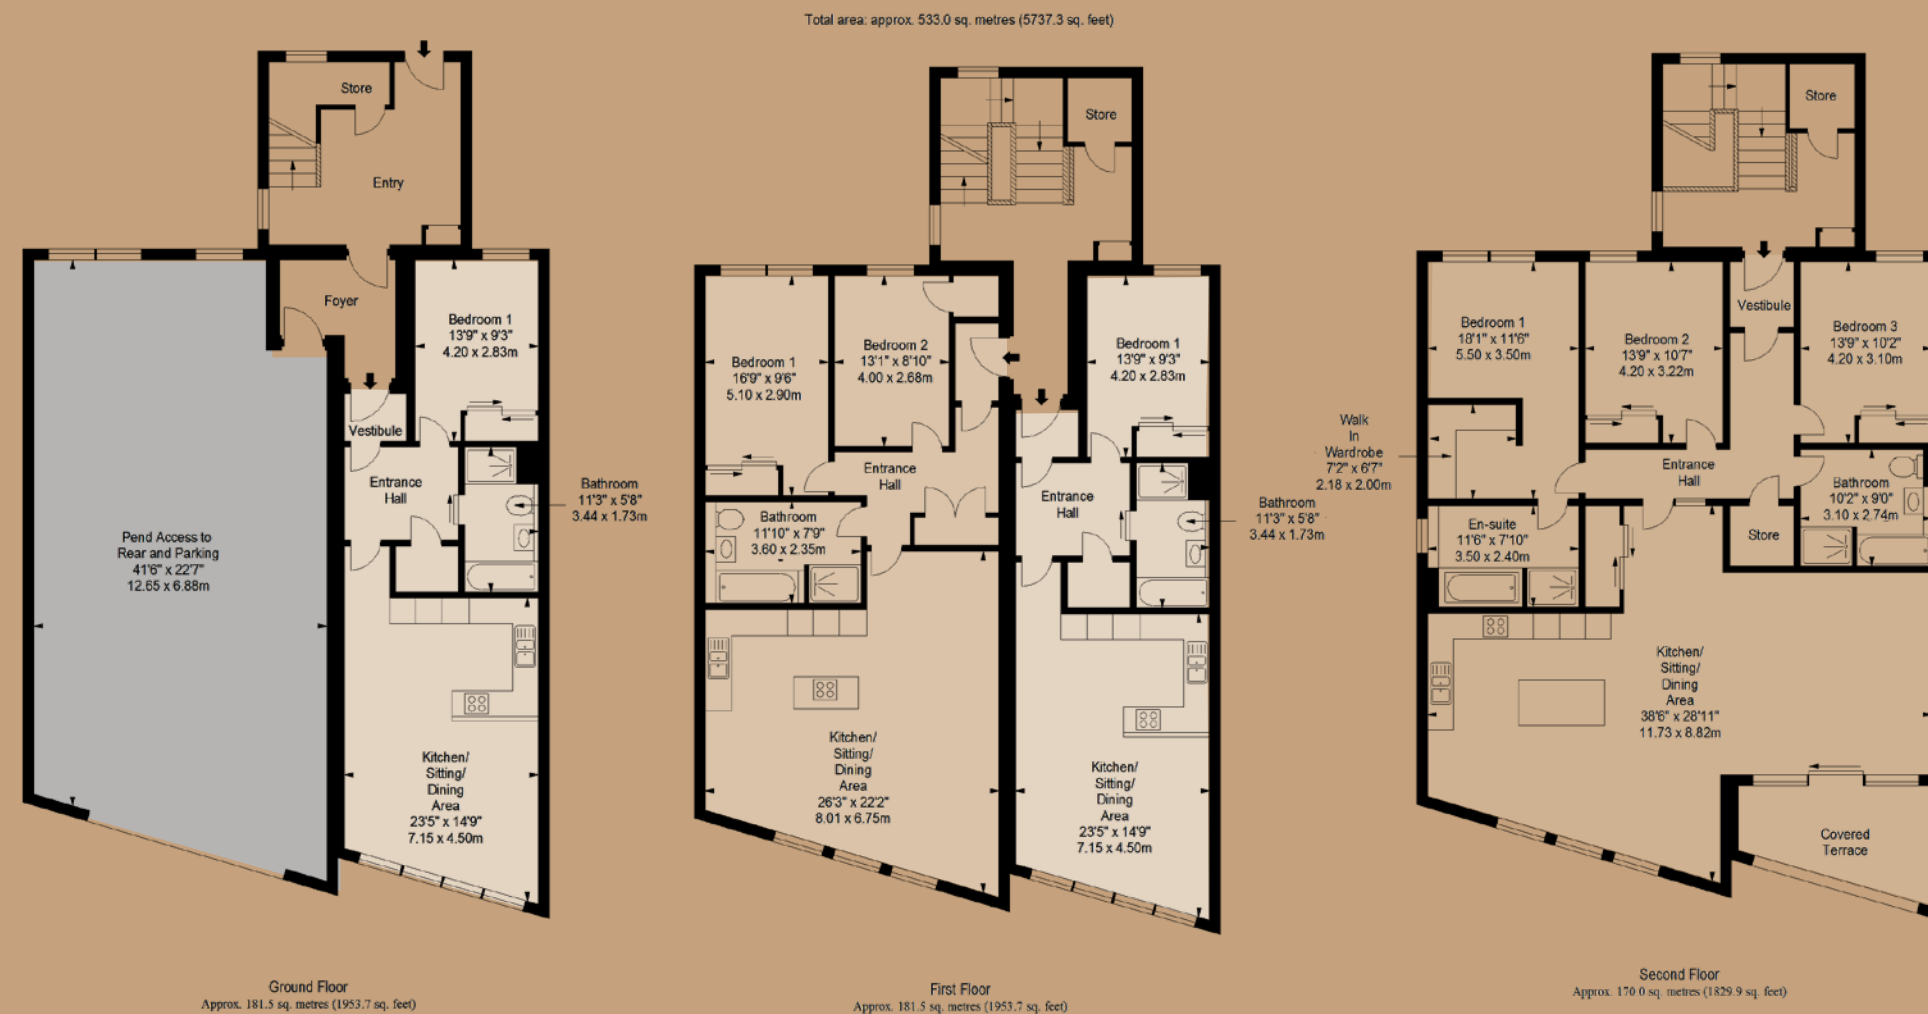 Total area: approx. 533.0 sq. metres (5737.3 sq. feet)
Store
Entry
Foyer
Bedroom 1
13'9" x 9'3"
4.20 x 2.83m
Vestibule
Entrance
Hall
Bathroom
11'3" x 5'8"
3.44 x 1.73m
Pend Access to
Rear and Parking
41'6" x 22'7"
12.65 x 6.88m
Kitchen/
Sitting/
Dining
Area
23'5" x 14'9"
7.15 x 4.50m
Ground Floor
Approx. 181.5 sq. metres (1953.7 sq. feet)
Store
Bedroom 1
16'9" x 9'6"
5.10 x 2.90m
Bedroom 2
13'1" x 8'10"
4.00 x 2.68m
Bedroom 1
13'9" x 9'3"
4.20 x 2.83m
Entrance
Hall
Entrance
Hall
Bathroom
11'10" x 7'9"
3.60 x 2.35m
Bathroom
11'3" x 5'8"
3.44 x 1.73m
Kitchen/
Sitting/
Dining
Area
26'3" x 22'2"
8.01 x 6.75m
Kitchen/
Sitting/
Dining
Area
23'5" x 14'9"
7.15 x 4.50m
First Floor
Approx. 181.5 sq. metres (1953.7 sq. feet)
Store
Vestibule
Bedroom 1
18'1" x 11'6"
5.50 x 3.50m
Bedroom 2
13'9" x 10'7"
4.20 x 3.22m
Bedroom 3
13'9" x 10'2"
4.20 x 3.10m
Walk
In
Wardrobe
7'2" x 6'7"
2.18 x 2.00m
Entrance
Hall
Bathroom
10'2" x 9'0"
3.10 x 2.74m
En-suite
11'6" x 7'10"
3.50 x 2.40m
Store
Kitchen/
Sitting/
Dining
Area
38'6" x 28'11"
11.73 x 8.82m
Covered
Terrace
Second Floor
Approx. 170.0 sq. metres (1829.9 sq. feet)